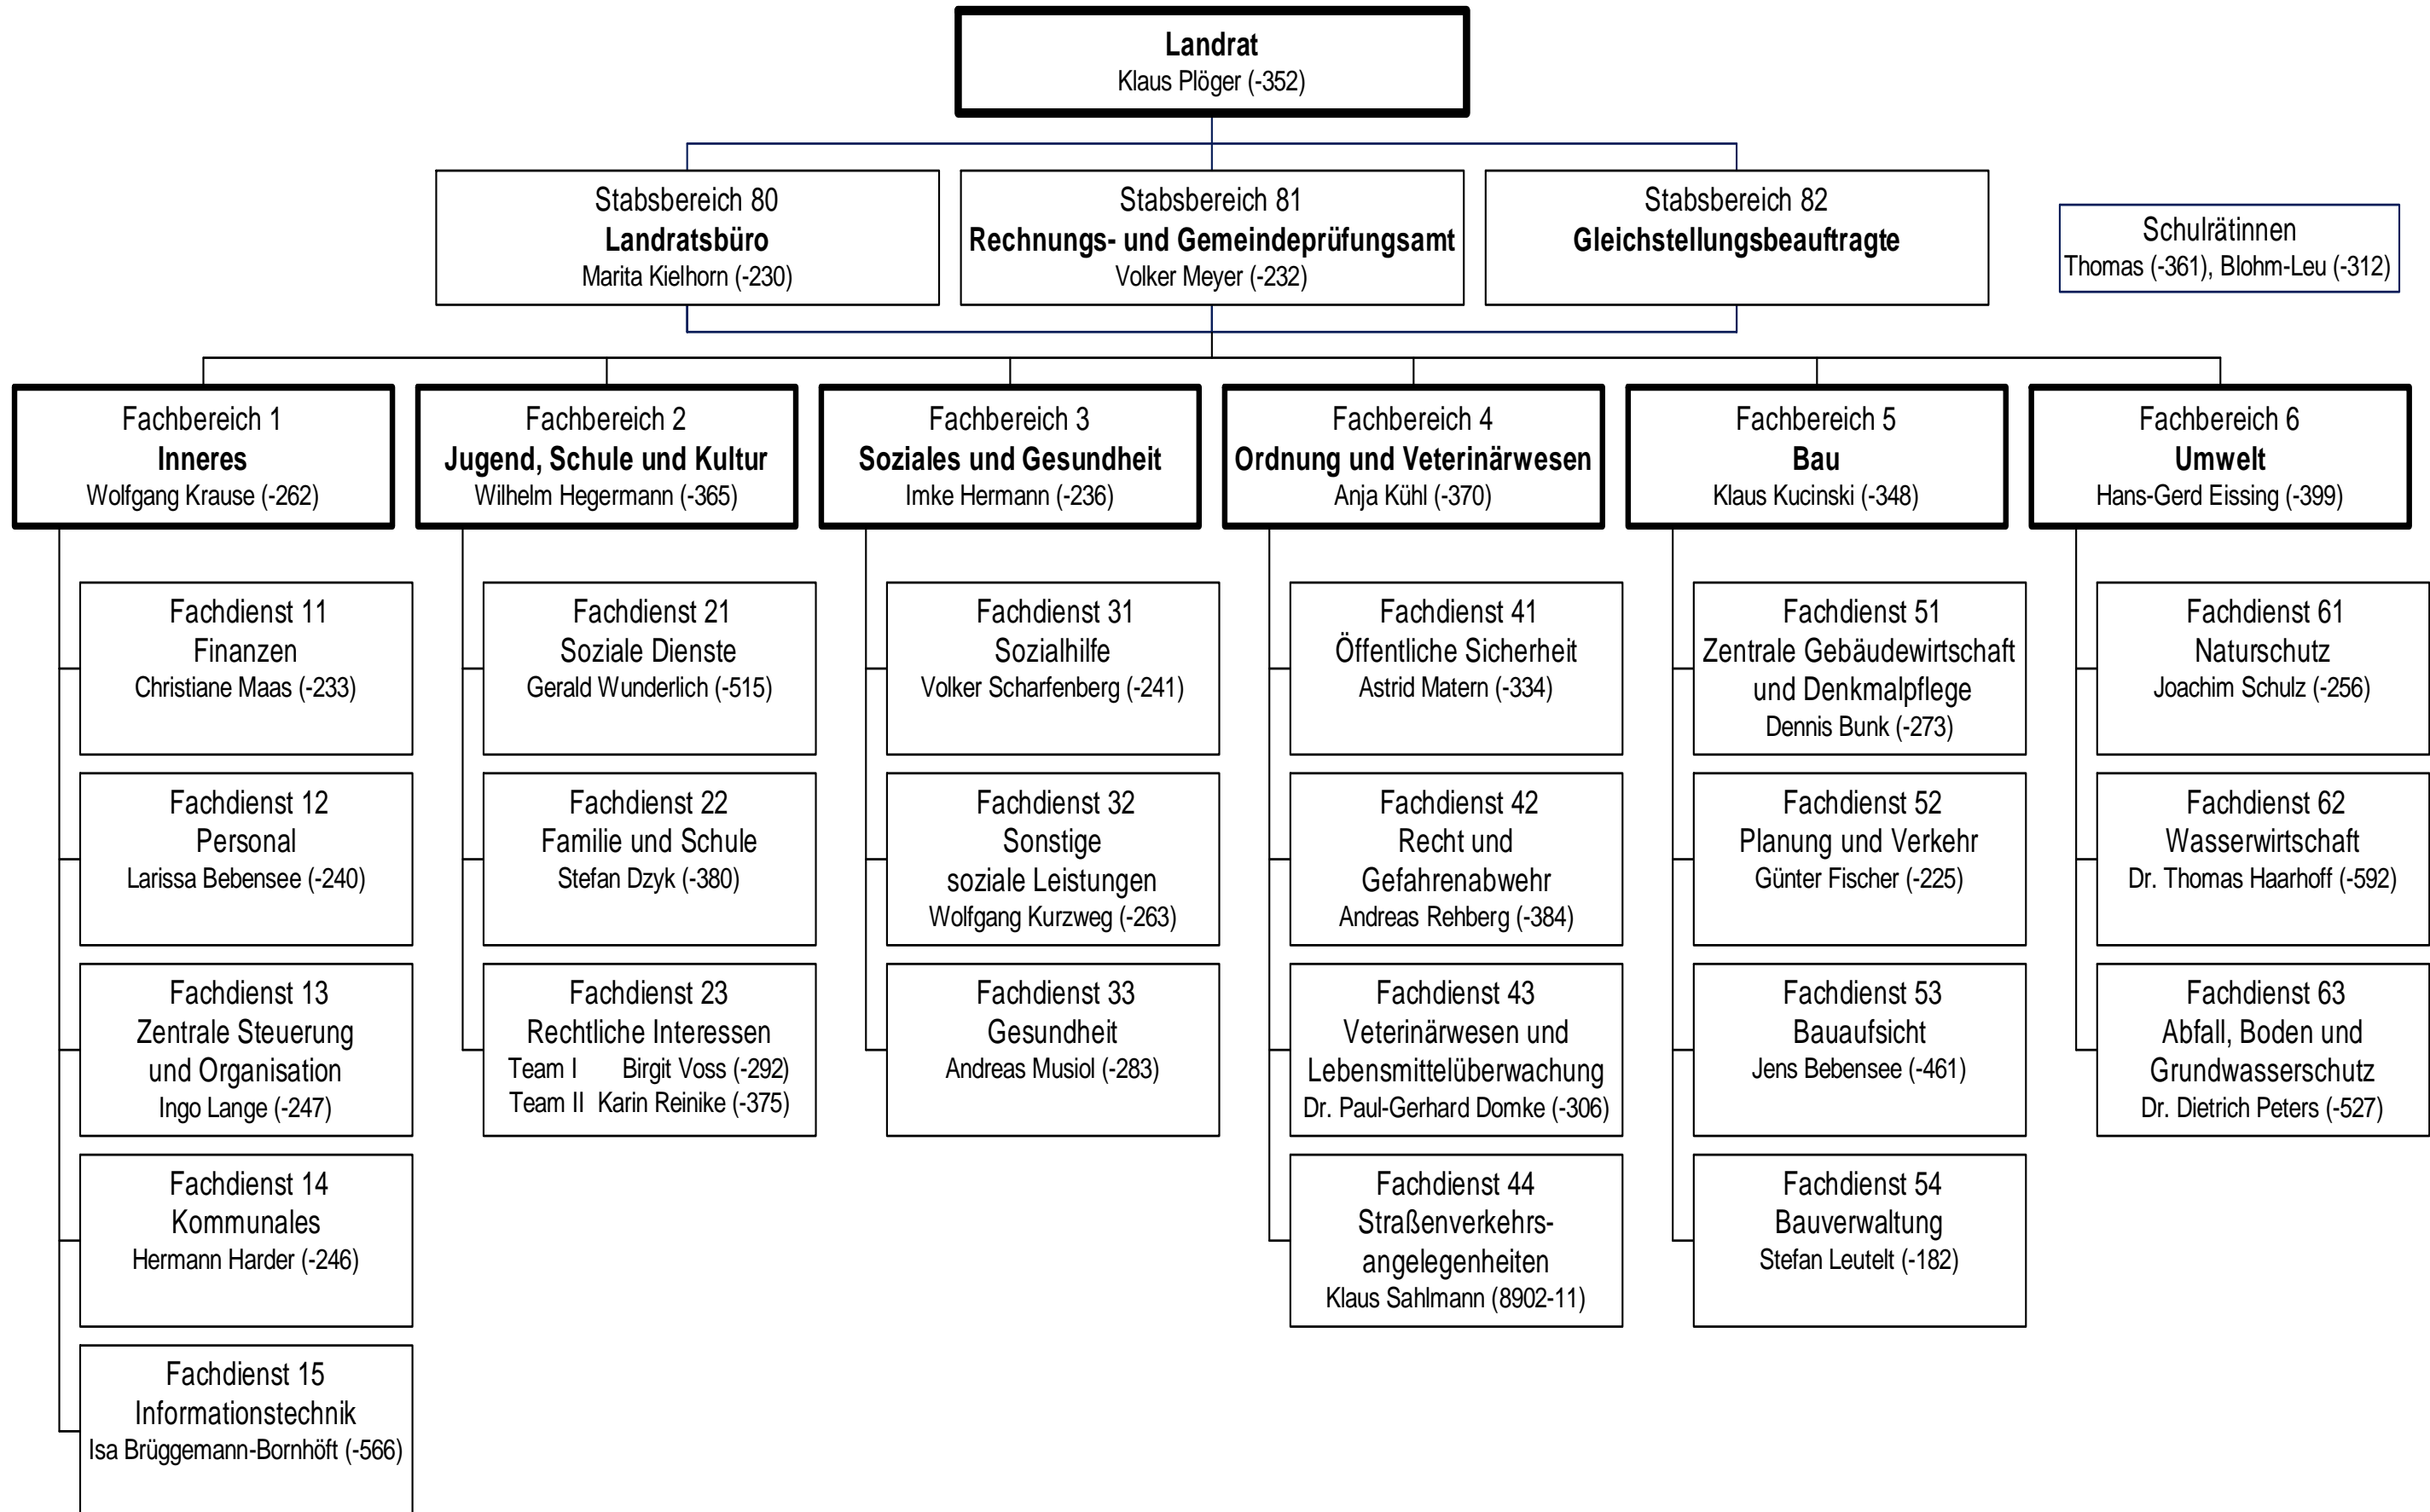 Landrat
Klaus Plöger (-352)
Stabsbereich 80
Landratsbüro
Marita Kielhorn (-230)
Stabsbereich 81
Rechnungs- und Gemeindeprüfungsamt
Volker Meyer (-232)
Stabsbereich 82
Gleichstellungsbeauftragte
Schulrätinnen
Thomas (-361), Blohm-Leu (-312)
Fachbereich 1
Inneres
Wolfgang Krause (-262)
Fachbereich 2
Jugend, Schule und Kultur
Wilhelm Hegermann (-365)
Fachbereich 3
Soziales und Gesundheit
Imke Hermann (-236)
Fachbereich 4
Ordnung und Veterinärwesen
Anja Kühl (-370)
Fachbereich 5
Bau
Klaus Kucinski (-348)
Fachbereich 6
Umwelt
Hans-Gerd Eissing (-399)
Fachdienst 11
Finanzen
Christiane Maas (-233)
Fachdienst 12
Personal
Larissa Bebensee (-240)
Fachdienst 13
Zentrale Steuerung
und Organisation
Ingo Lange (-247)
Fachdienst 14
Kommunales
Hermann Harder (-246)
Fachdienst 15
Informationstechnik
Isa Brüggemann-Bornhöft (-566)
Fachdienst 21
Soziale Dienste
Gerald Wunderlich (-515)
Fachdienst 22
Familie und Schule
Stefan Dzyk (-380)
Fachdienst 23
Rechtliche Interessen
Team I Birgit Voss (-292)
Team II Karin Reinike (-375)
Fachdienst 31
Sozialhilfe
Volker Scharfenberg (-241)
Fachdienst 32
Sonstige
soziale Leistungen
Wolfgang Kurzweg (-263)
Fachdienst 33
Gesundheit
Andreas Musiol (-283)
Fachdienst 41
Öffentliche Sicherheit
Astrid Matern (-334)
Fachdienst 42
Recht und
Gefahrenabwehr
Andreas Rehberg (-384)
Fachdienst 43
Veterinärwesen und
Lebensmittelüberwachung
Dr. Paul-Gerhard Domke (-306)
Fachdienst 44
Straßenverkehrs-
angelegenheiten
Klaus Sahlmann (8902-11)
Fachdienst 51
Zentrale Gebäudewirtschaft
und Denkmalpflege
Dennis Bunk (-273)
Fachdienst 52
Planung und Verkehr
Günter Fischer (-225)
Fachdienst 53
Bauaufsicht
Jens Bebensee (-461)
Fachdienst 54
Bauverwaltung
Stefan Leutelt (-182)
Fachdienst 61
Naturschutz
Joachim Schulz (-256)
Fachdienst 62
Wasserwirtschaft
Dr. Thomas Haarhoff (-592)
Fachdienst 63
Abfall, Boden und
Grundwasserschutz
Dr. Dietrich Peters (-527)